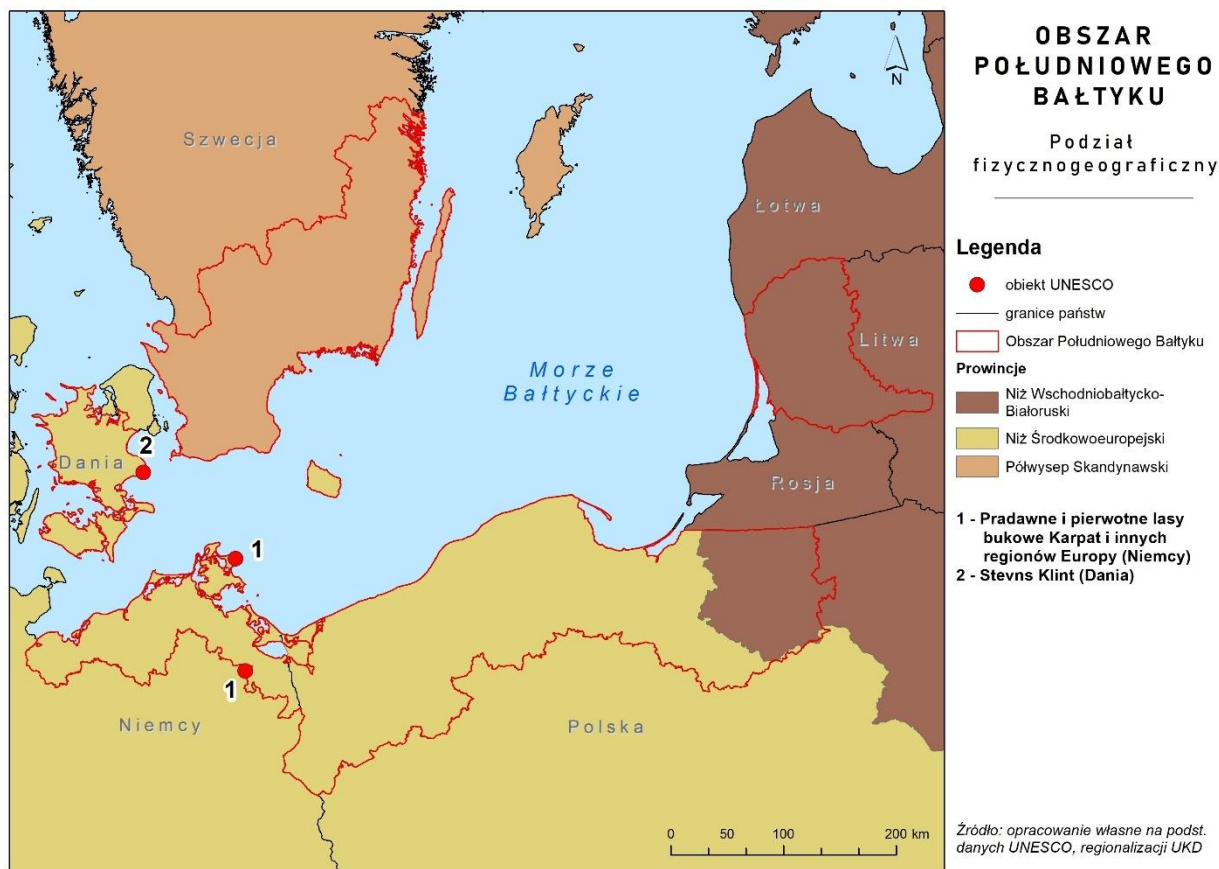 OBSZAR
POŁUDNIOWEGO
BAŁTYKU
Podział
fizycznogeograficzny
N
Szwecja
Łotwa
Litwa
Morze
Bałtyckie
2
Dania
Rosja
1
1
Niemcy
Polska
0 50 100 200 km
Legenda
obiekt UNESCO
granice państw
Obszar Południowego Bałtyku
Prowincje
Niż Wschodniobałtycko-
Białoruski
Niż Środkowoeuropejski
Półwysep Skandynawski
1 - Pradawne i pierwotne lasy
bukowe Karpat i innych
regionów Europy (Niemcy)
2 - Stevns Klint (Dania)
Źródło: opracowanie własne na podst.
danych UNESCO, regionalizacji UKD